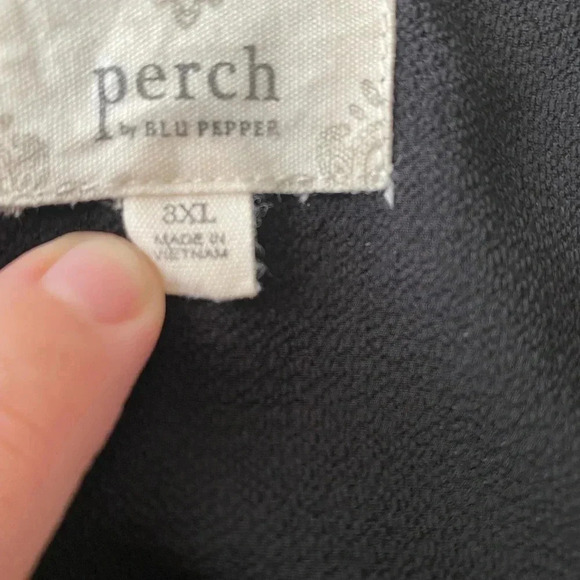 perch
by BLU PEPPER
3XL
MADE IN
VIETNAM